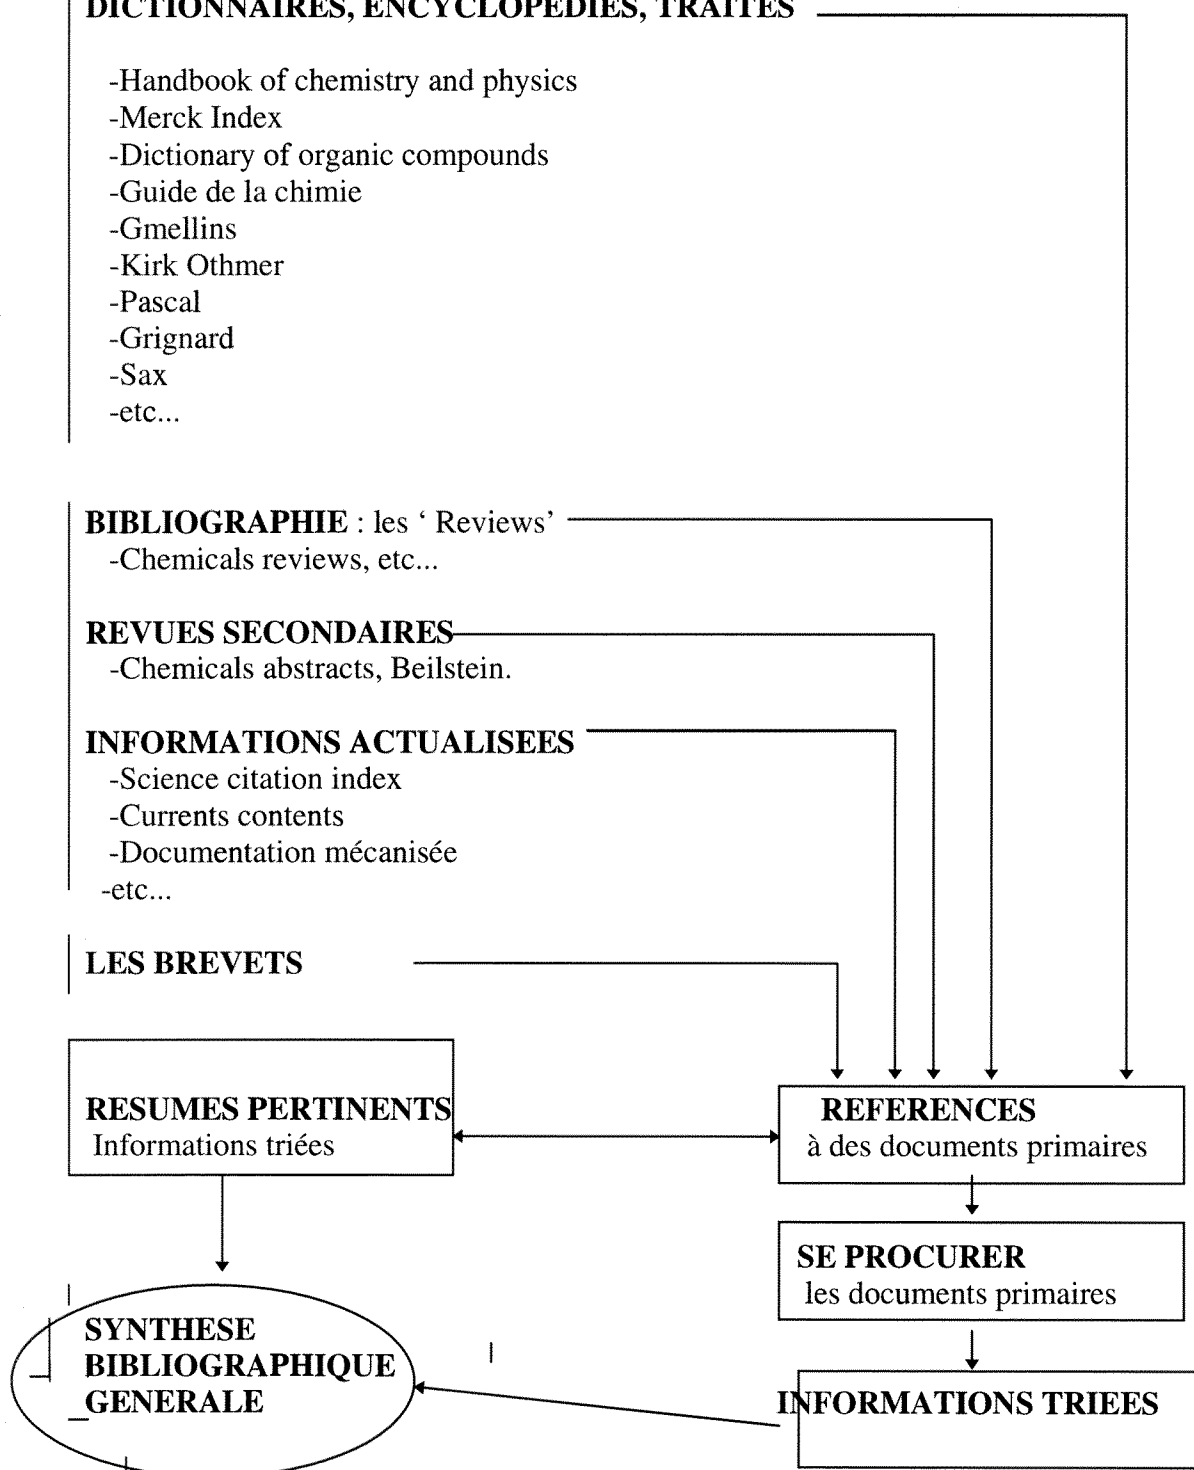 DICTIONNAIRES, ENCYCLOPEDIES, TRAITES
-Handbook of chemistry and physics
-Merck Index
-Dictionary of organic compounds
-Guide de la chimie
-Gmellins
-Kirk Othmer
-Pascal
-Grignard
-Sax
-etc...
BIBLIOGRAPHIE : les ‘ Reviews’
-Chemicals reviews, etc...
REVUES SECONDAIRES
-Chemicals abstracts, Beilstein.
INFORMATIONS ACTUALISEES
-Science citation index
-Currents contents
-Documentation mécanisée
-etc...
LES BREVETS
RESUMES PERTINENTS
Informations triées
REFERENCES
à des documents primaires
SE PROCURER
les documents primaires
SYNTHESE
BIBLIOGRAPHIQUE
GENERALE
INFORMATIONS TRIEES